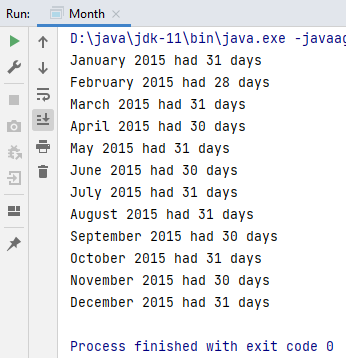 Run: Month ×
D:\java\jdk-11\bin\java.exe -javaag
January 2015 had 31 days
February 2015 had 28 days
March 2015 had 31 days
April 2015 had 30 days
May 2015 had 31 days
June 2015 had 30 days
July 2015 had 31 days
August 2015 had 31 days
September 2015 had 30 days
October 2015 had 31 days
November 2015 had 30 days
December 2015 had 31 days
Process finished with exit code 0